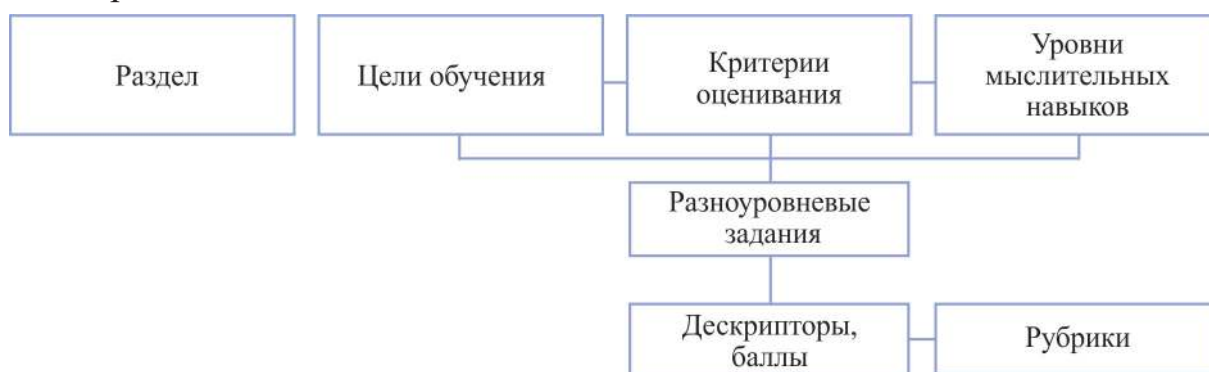 Раздел
Цели обучения
Критерии
оценивания
Уровни
мыслительных
навыков
Разноуровневые
задания
Дескрипторы,
баллы
Рубрики